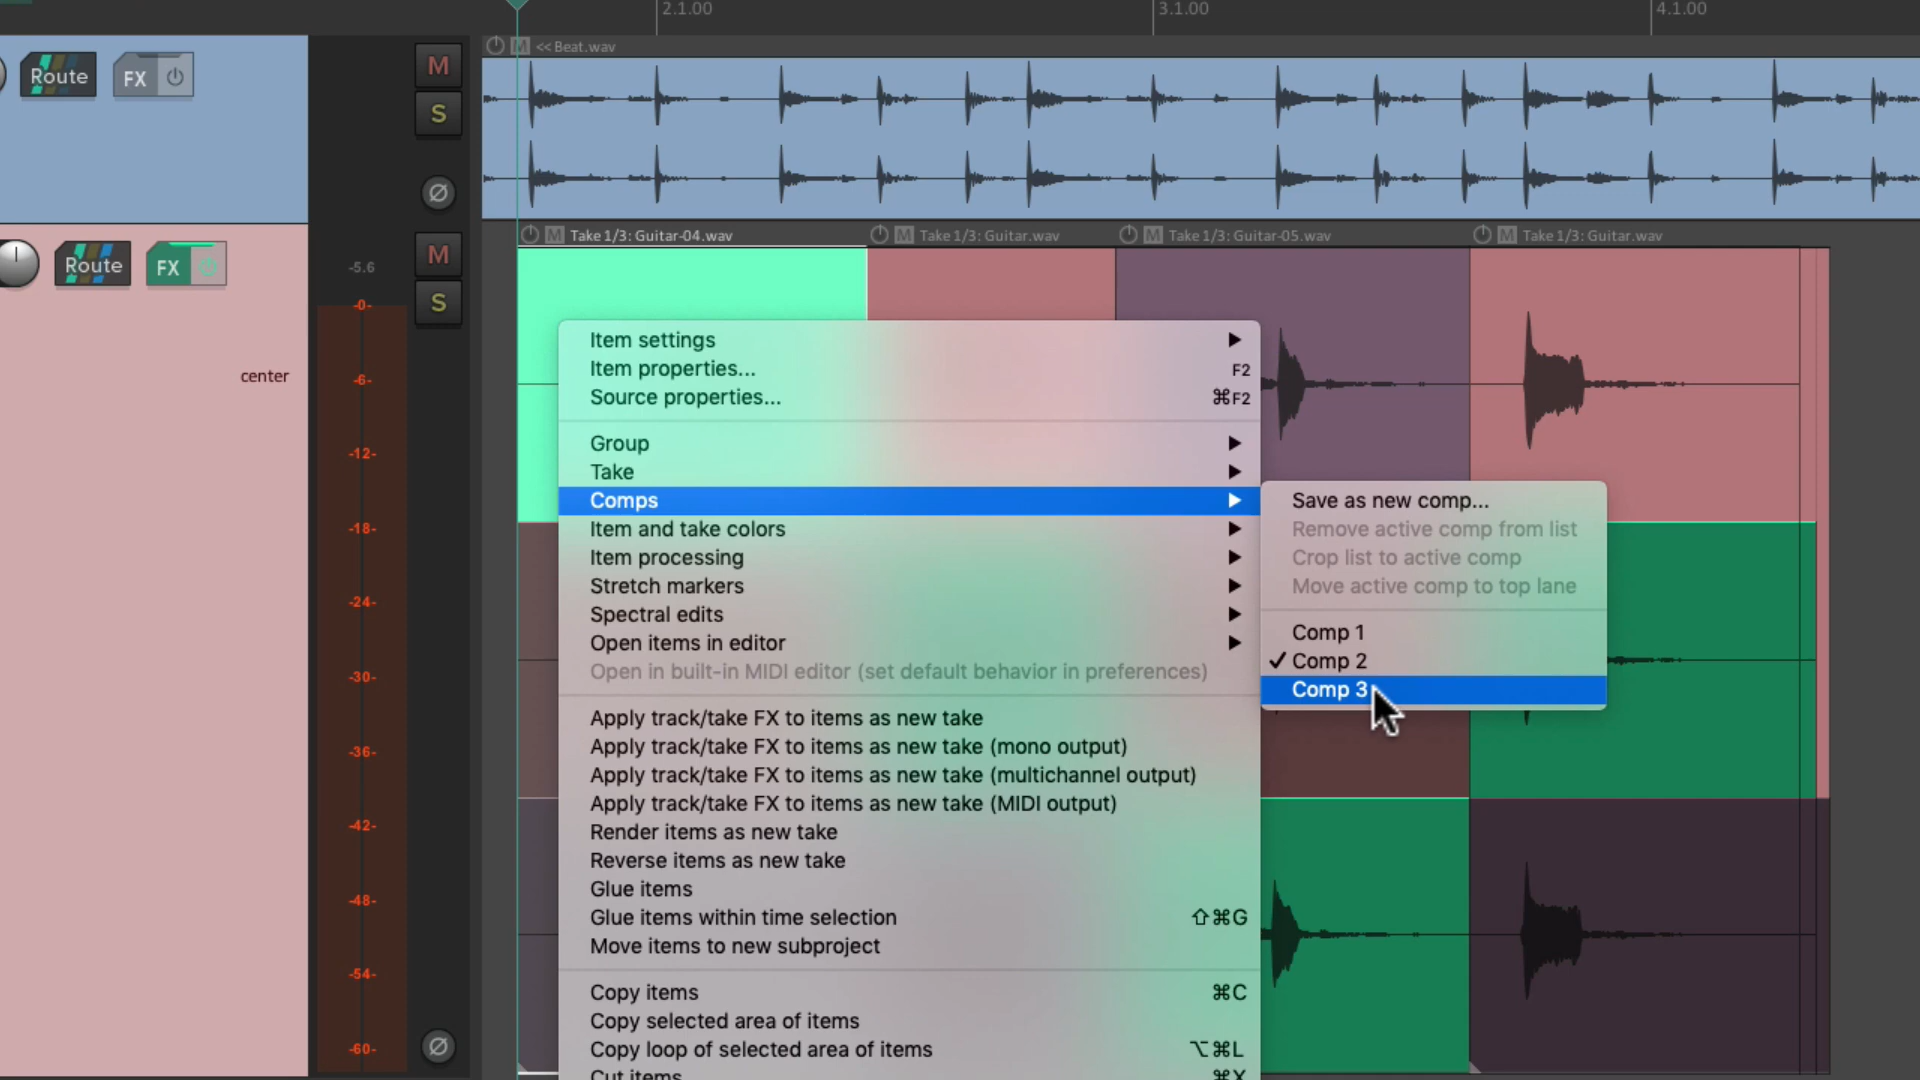 2.1.00
3.1.00
4.1.00
M << Beat.wav
Route
FX
M
S
M Take 1/3: Guitar-04.wav
M Take 1/3: Guitar.wav
M Take 1/3: Guitar-05.wav
M Take 1/3: Guitar.wav
Route
FX
M
S
center
-5.6
-0-
-6-
-12-
-18-
-24-
-30-
-36-
-42-
-48-
-54-
-60-
Item settings
Item properties... F2
Source properties... ⌘F2
Group
Take
Comps
Item and take colors
Item processing
Stretch markers
Spectral edits
Open items in editor
Open in built-in MIDI editor (set default behavior in preferences)
Apply track/take FX to items as new take
Apply track/take FX to items as new take (mono output)
Apply track/take FX to items as new take (multichannel output)
Apply track/take FX to items as new take (MIDI output)
Render items as new take
Reverse items as new take
Glue items
Glue items within time selection ⇧⌘G
Move items to new subproject
Copy items ⌘C
Copy selected area of items
Copy loop of selected area of items ⌥⌘L
Cut items ⌘X
Save as new comp...
Remove active comp from list
Crop list to active comp
Move active comp to top lane
Comp 1
✓ Comp 2
Comp 3